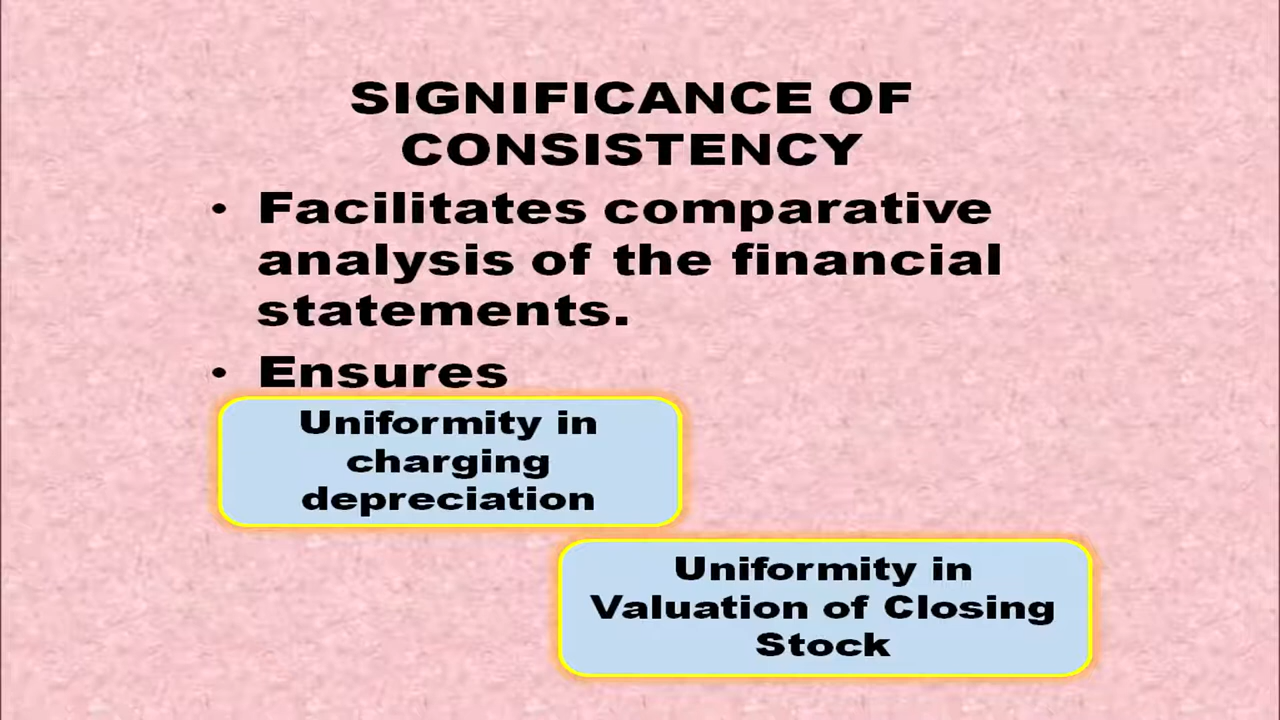 SIGNIFICANCE OF
CONSISTENCY
• Facilitates comparative
analysis of the financial
statements.
• Ensures
Uniformity in
charging
depreciation
Uniformity in
Valuation of Closing
Stock